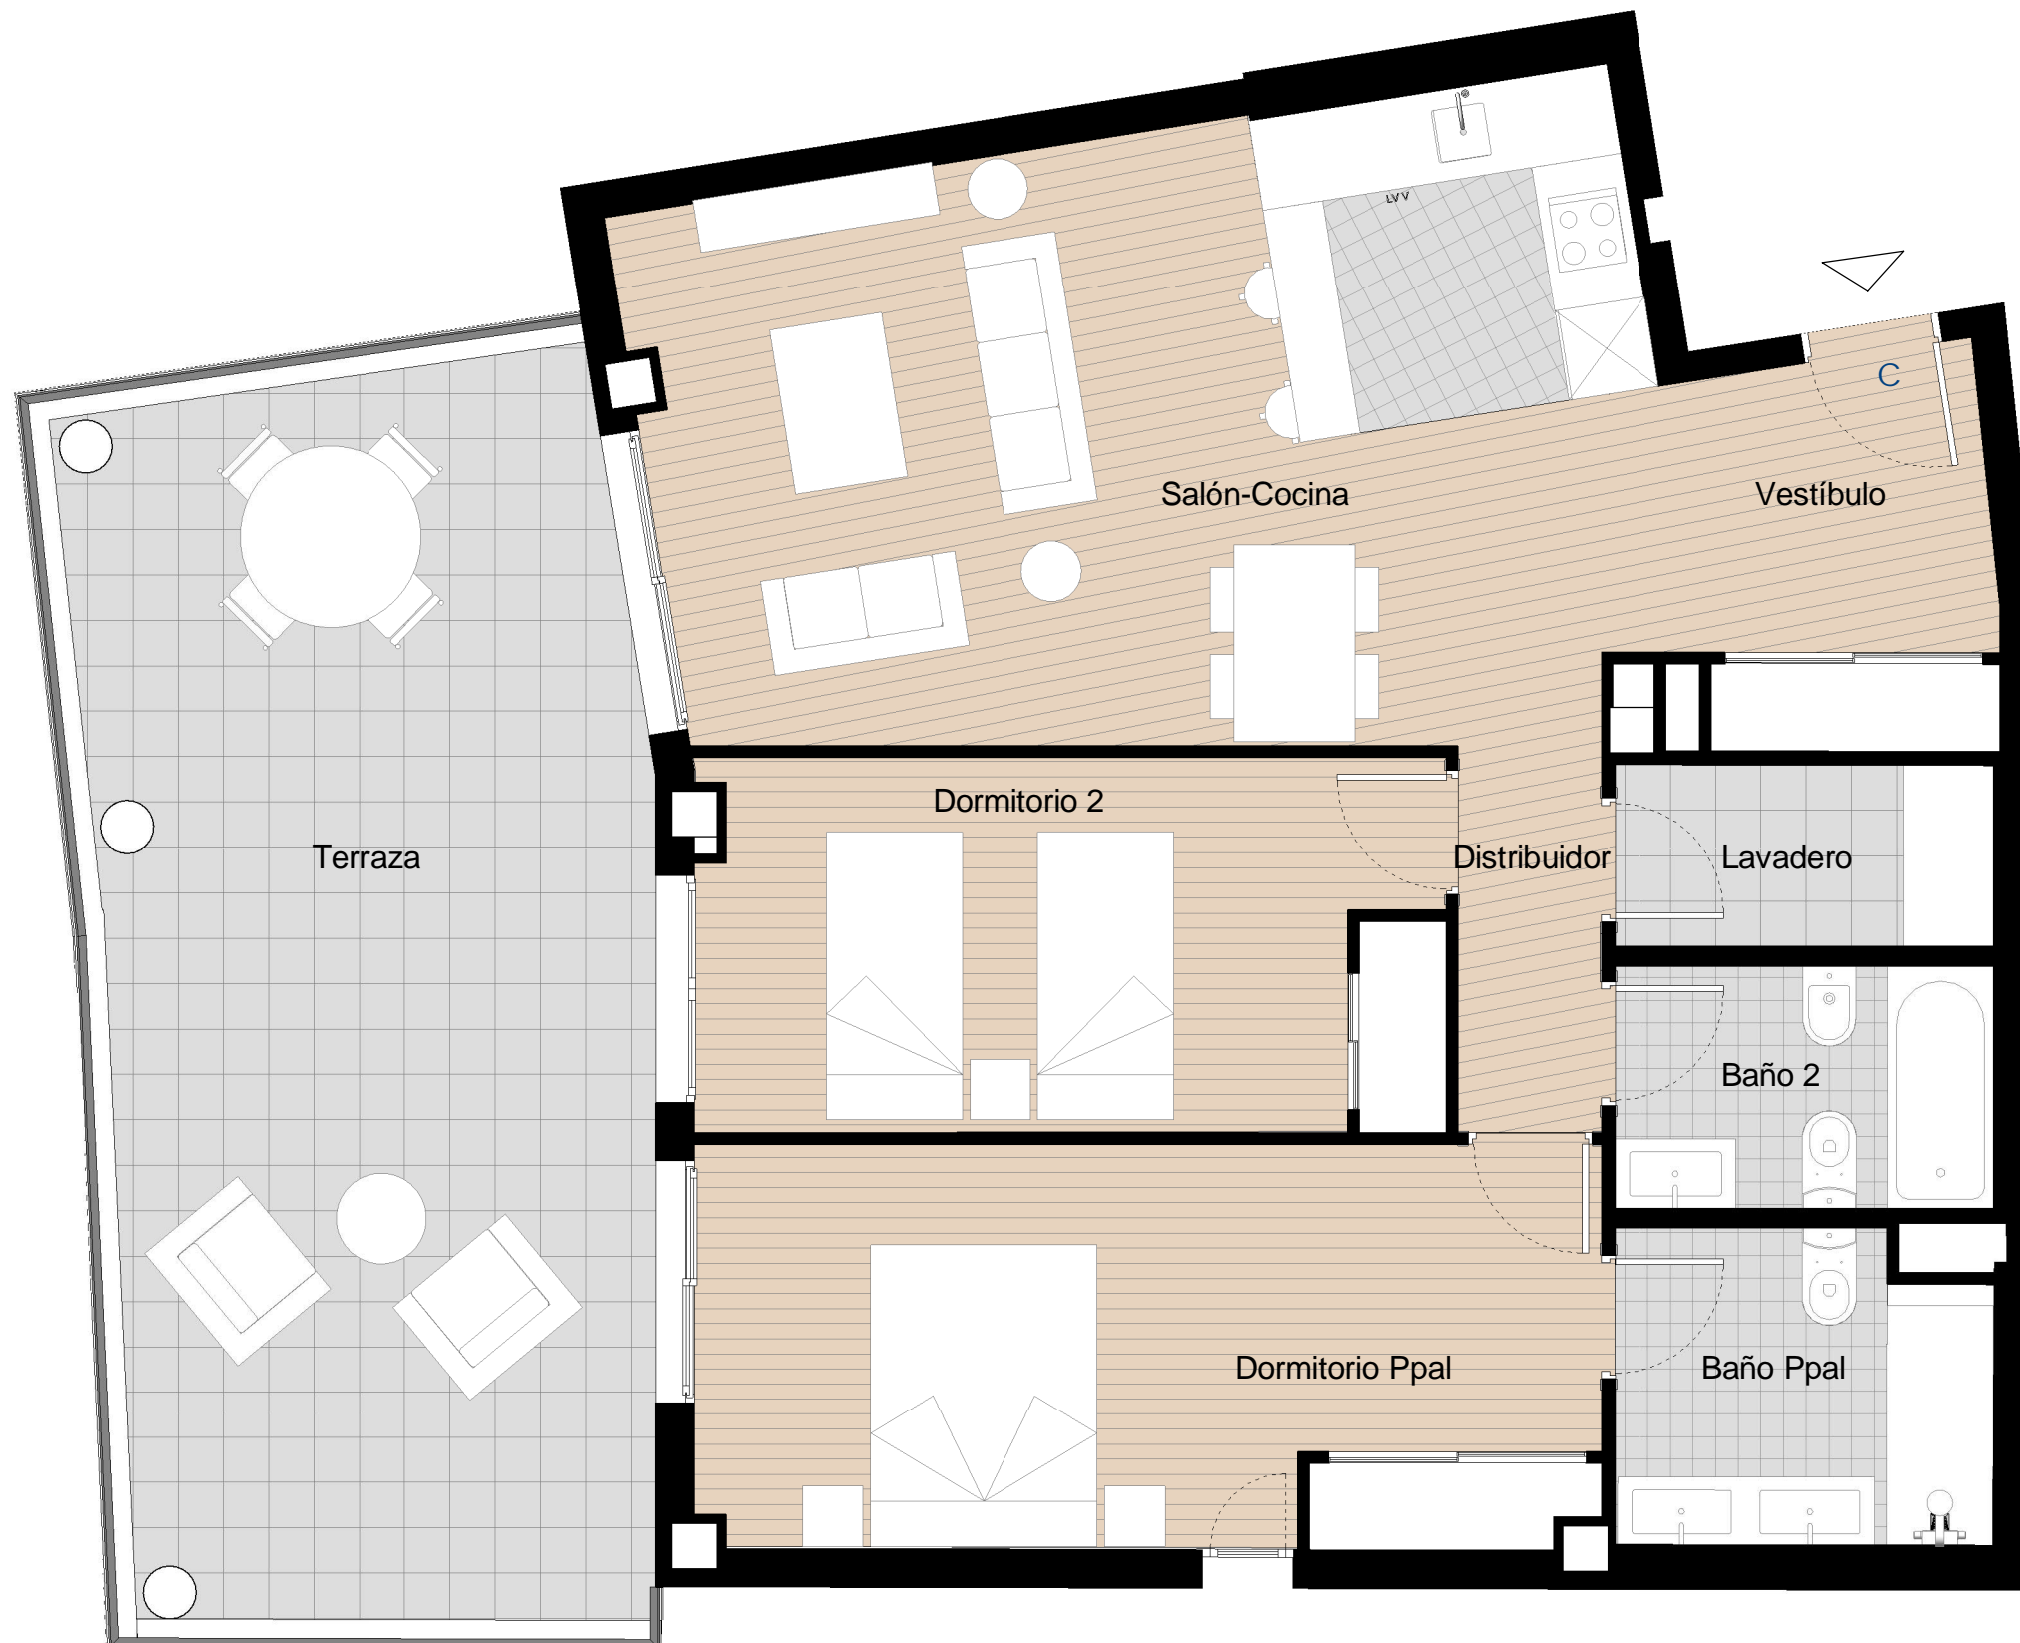 LVV
C
Salón-Cocina
Vestíbulo
Dormitorio 2
Terraza
Distribuidor
Lavadero
Baño 2
Dormitorio Ppal
Baño Ppal